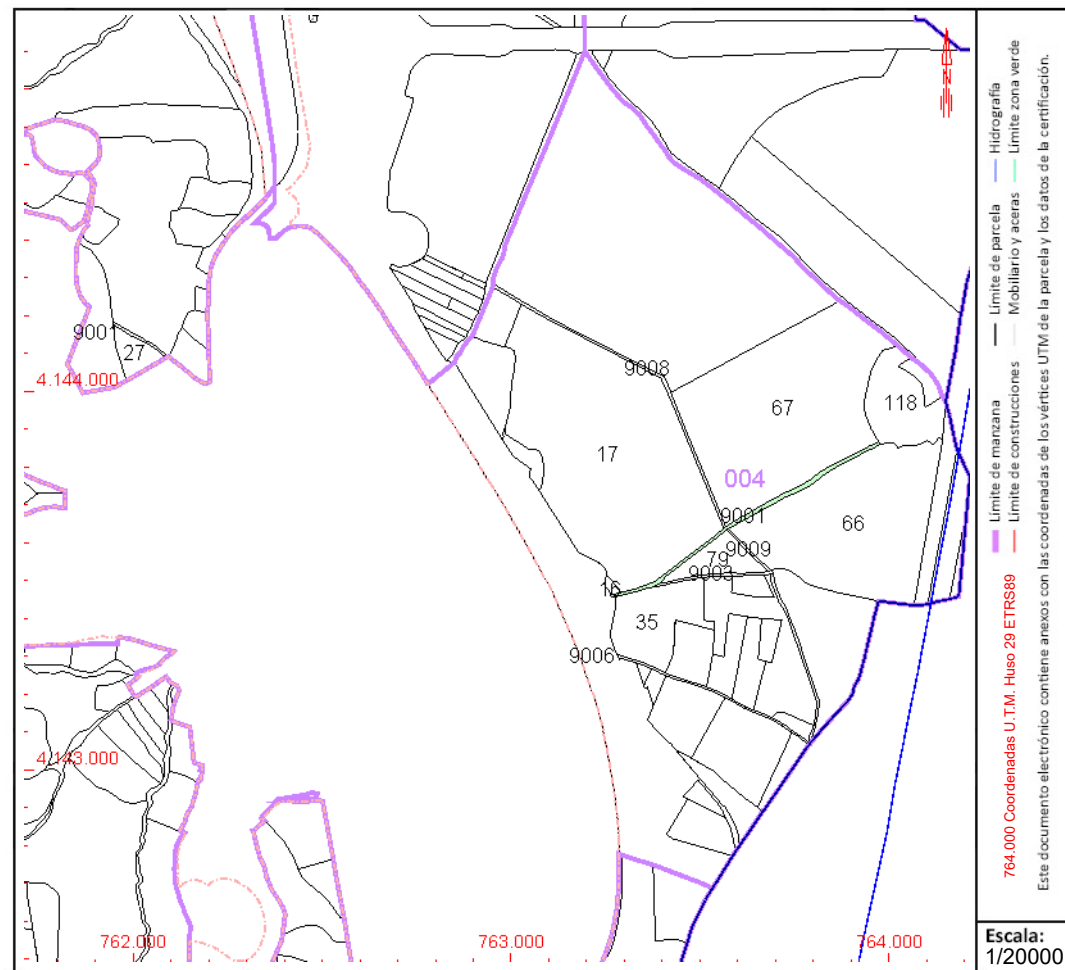 G
N
9001
27
4.144.000
9008
118
67
17
004
9001
66
9009
79
9003
16
35
9006
4.143.000
762.000
763.000
764.000
Límite de manzana
Límite de parcela
Hidrografía
Límite de construcciones
Mobiliario y aceras
Límite zona verde
764.000 Coordenadas U.T.M. Huso 29 ETRS89
Este documento electrónico contiene anexos con las coordenadas de los vértices UTM de la parcela y los datos de la certificación.
Escala:
1/20000